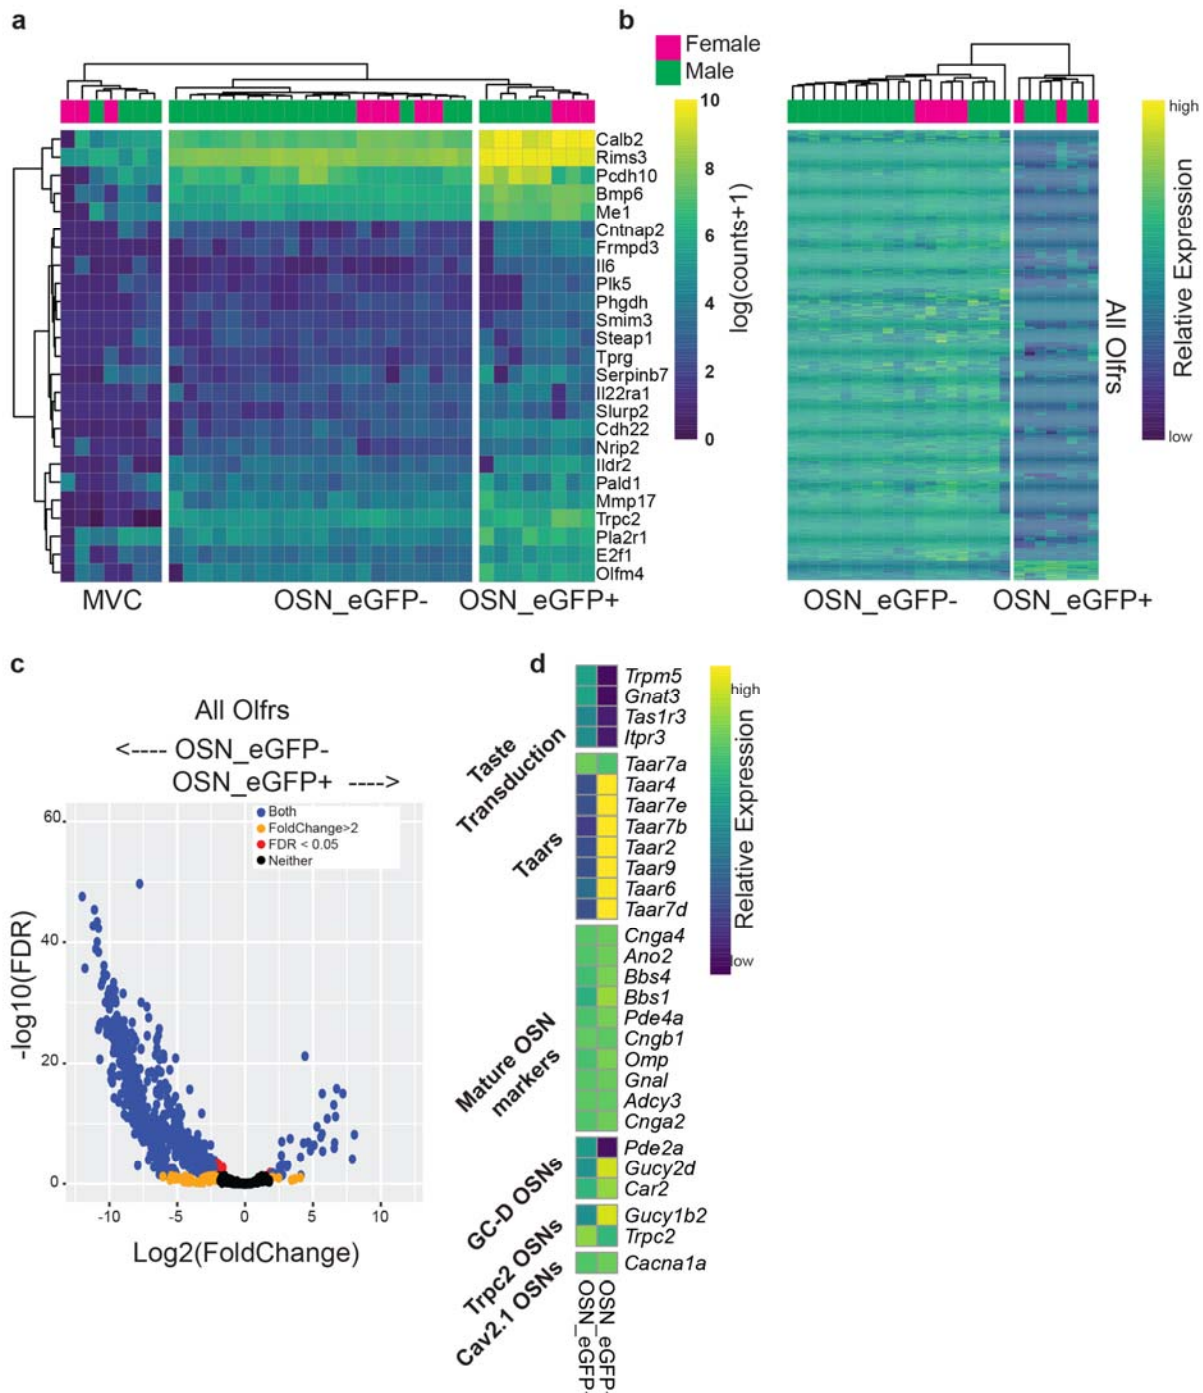 a
b
Female
Male
10
8
6
4
2
0
log(counts+1)
Calb2
Rims3
Pcdh10
Bmp6
Me1
Cntnap2
Frmpd3
Il6
Plk5
Phgdh
Smim3
Steap1
Tprg
Serpinb7
Il22ra1
Slurp2
Cdh22
Nrip2
Ildr2
Pald1
Mmp17
Trpc2
Pla2r1
E2f1
Olfm4
MVC
OSN_eGFP-
OSN_eGFP+
All Olfrs
high
Relative Expression
low
OSN_eGFP-
OSN_eGFP+
c
All Olfrs
<---- OSN_eGFP-
OSN_eGFP+ ---->
Both
FoldChange>2
FDR < 0.05
Neither
60
40
20
0
-log10(FDR)
-10
-5
0
5
10
Log2(FoldChange)
d
Taste
Transduction
Trpm5
Gnat3
Tas1r3
Itpr3
Taars
Taar7a
Taar4
Taar7e
Taar7b
Taar2
Taar9
Taar6
Taar7d
Mature OSN
markers
Cnga4
Ano2
Bbs4
Bbs1
Pde4a
Cngb1
Omp
Gnal
Adcy3
Cnga2
GC-D OSNs
Pde2a
Gucy2d
Car2
Trpc2 OSNs
Gucy1b2
Trpc2
Cav2.1 OSNs
Cacna1a
OSN_eGFP
OSN_eGFP
high
Relative Expression
low